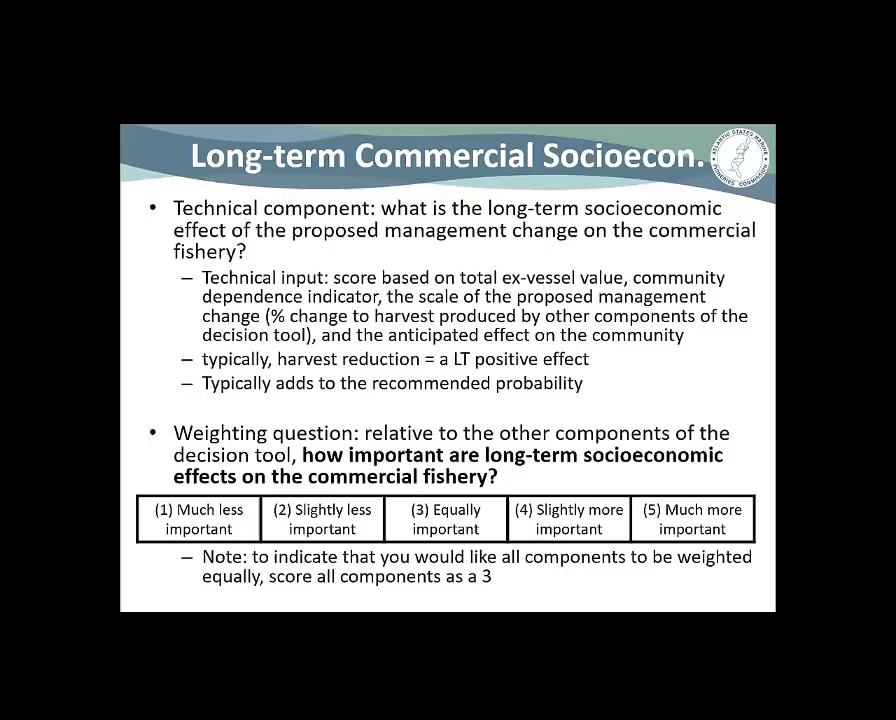 Long-term Commercial Socioecon.
ATLANTIC STATES MARINE
FISHERIES COMMISSION
• Technical component: what is the long-term socioeconomic
effect of the proposed management change on the commercial
fishery?
– Technical input: score based on total ex-vessel value, community
dependence indicator, the scale of the proposed management
change (% change to harvest produced by other components of the
decision tool), and the anticipated effect on the community
– typically, harvest reduction = a LT positive effect
– Typically adds to the recommended probability
• Weighting question: relative to the other components of the
decision tool, how important are long-term socioeconomic
effects on the commercial fishery?
(1) Much less
important
(2) Slightly less
important
(3) Equally
important
(4) Slightly more
important
(5) Much more
important
– Note: to indicate that you would like all components to be weighted
equally, score all components as a 3